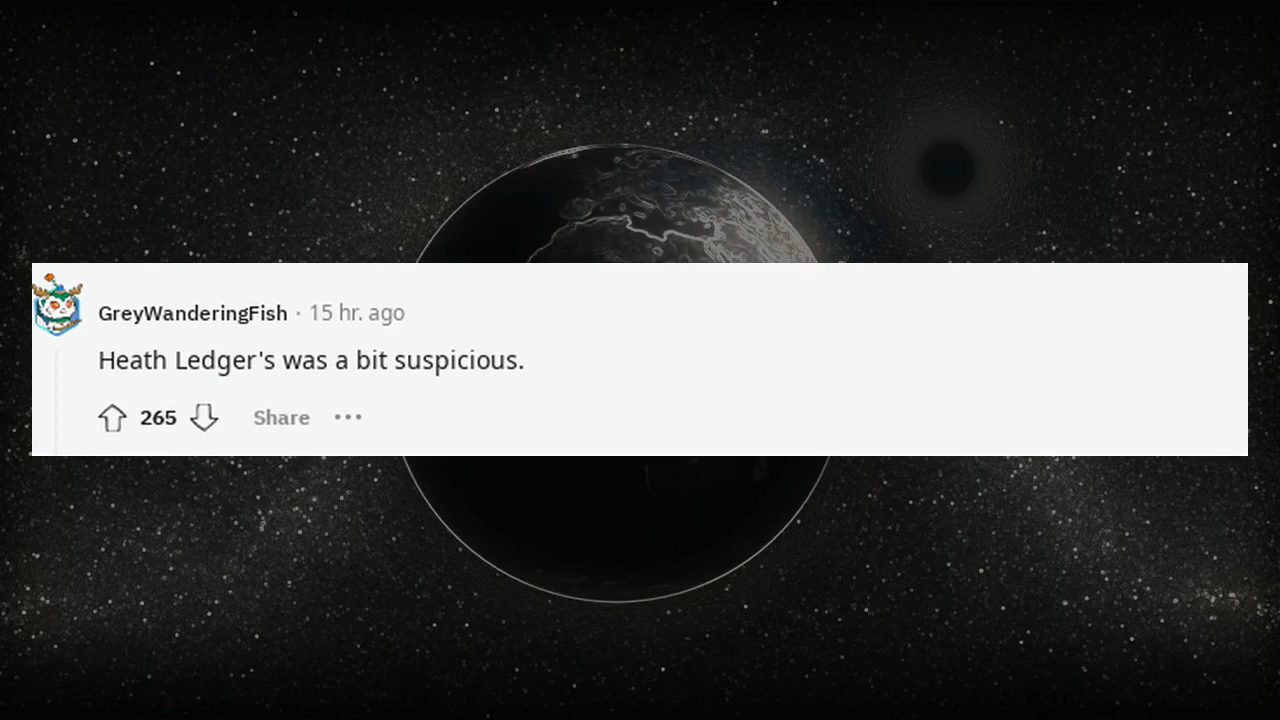 GreyWanderingFish · 15 hr. ago
Heath Ledger's was a bit suspicious.
265 Share •••